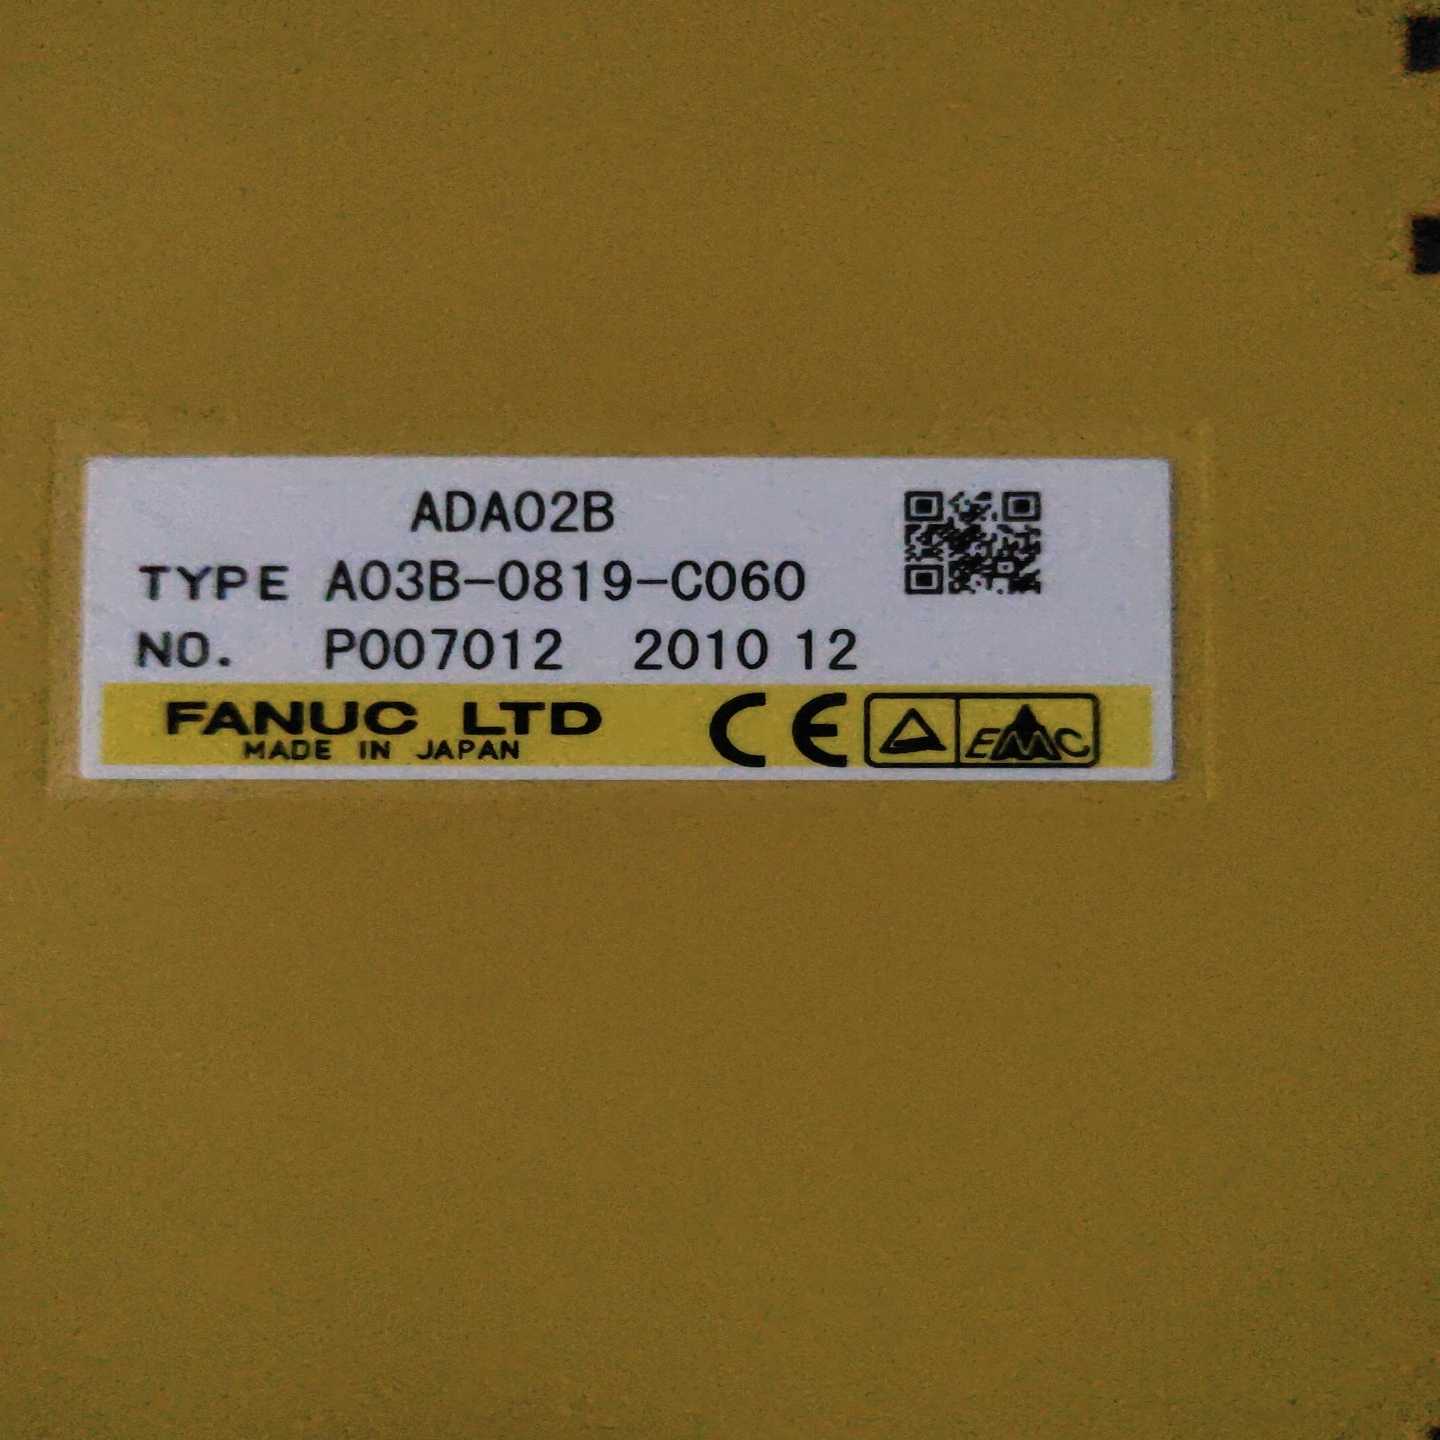 ADA02B
TYPE A03B-0819-C060
NO. P007012 2010 12
FANUC LTD
MADE IN JAPAN
CE
EMC